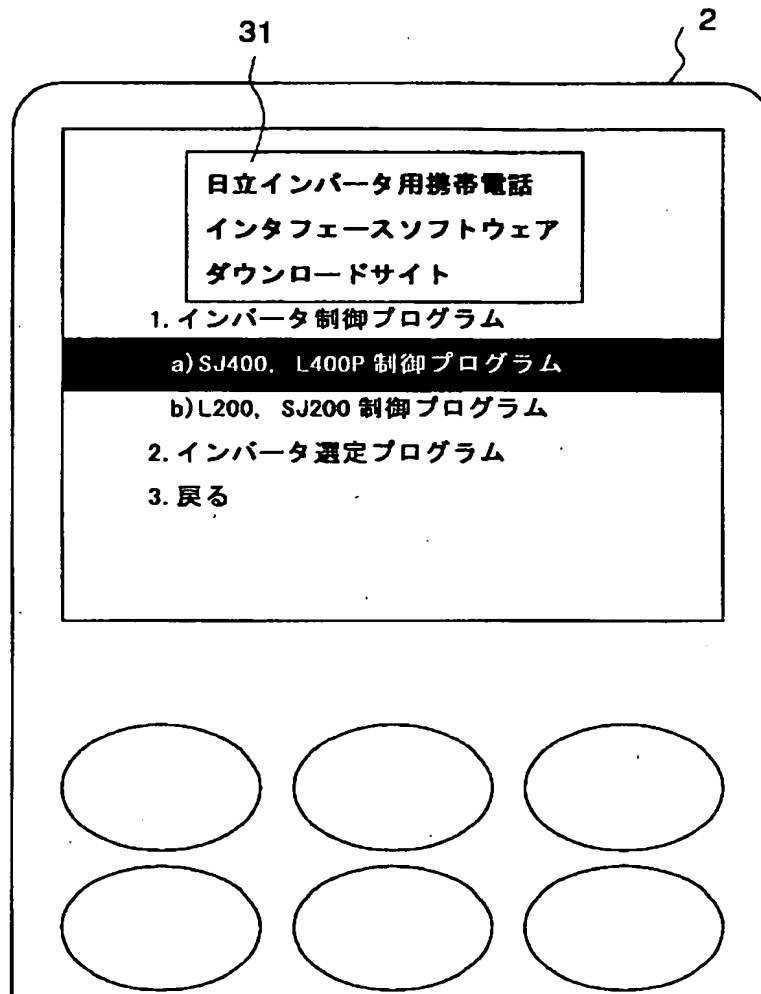 31
2
日立インバータ用携帯電話
インタフェースソフトウェア
ダウンロードサイト
1. インバータ制御プログラム
a)SJ400, L400P 制御プログラム
b)L200, SJ200 制御プログラム
2. インバータ選定プログラム
3. 戻る